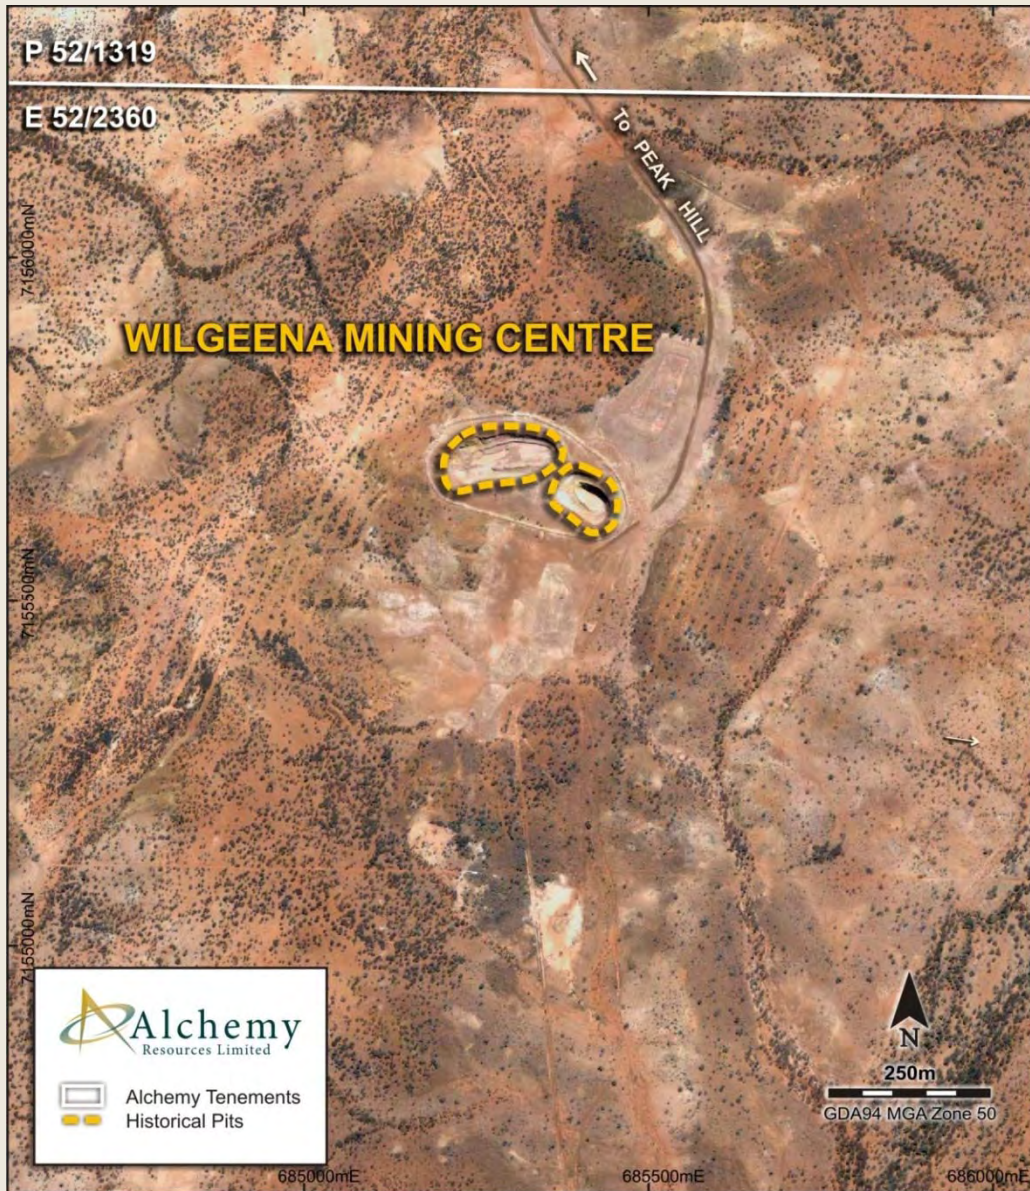 P 52/1319
E 52/2360
To PEAK HILL
7156000mN
WILGEENA MINING CENTRE
7155500mN
7155000mN
Alchemy
Resources Limited
Alchemy Tenements
Historical Pits
N
250m
GDA94 MGA Zone 50
685000mE
685500mE
686000mE